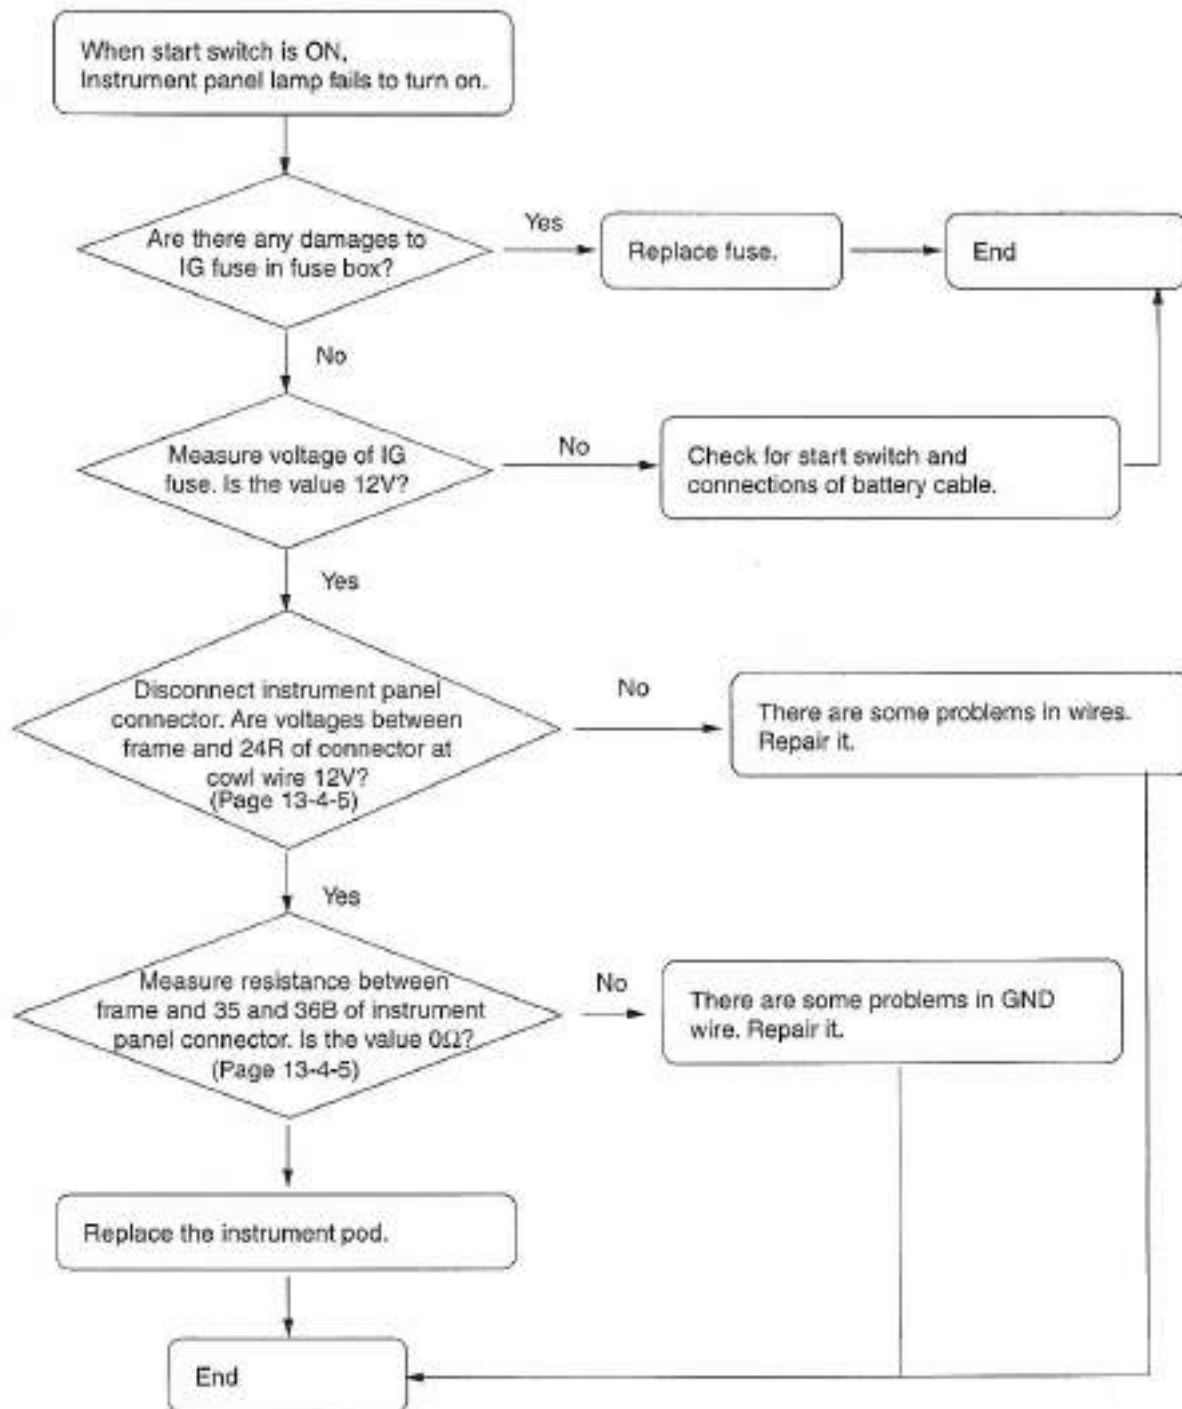 When start switch is ON,
Instrument panel lamp fails to turn on.
Are there any damages to
IG fuse in fuse box?
Yes
Replace fuse.
End
No
Measure voltage of IG
fuse. Is the value 12V?
No
Check for start switch and
connections of battery cable.
Yes
Disconnect instrument panel
connector. Are voltages between
frame and 24R of connector at
cowl wire 12V?
(Page 13-4-5)
No
There are some problems in wires.
Repair it.
Yes
Measure resistance between
frame and 35 and 36B of instrument
panel connector. Is the value 0Ω?
(Page 13-4-5)
No
There are some problems in GND
wire. Repair it.
Replace the instrument pod.
End